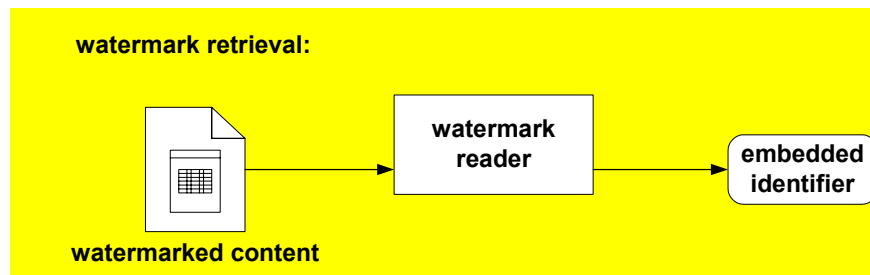 watermark retrieval:
watermark
reader
embedded
identifier
watermarked content